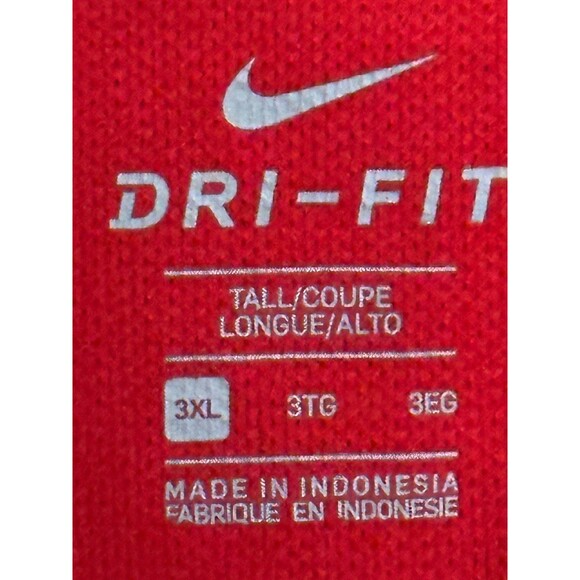 DRI-FIT
TALL/COUPE
LONGUE/ALTO
3XL 3TG 3EG
MADE IN INDONESIA
FABRIQUE EN INDONESIE